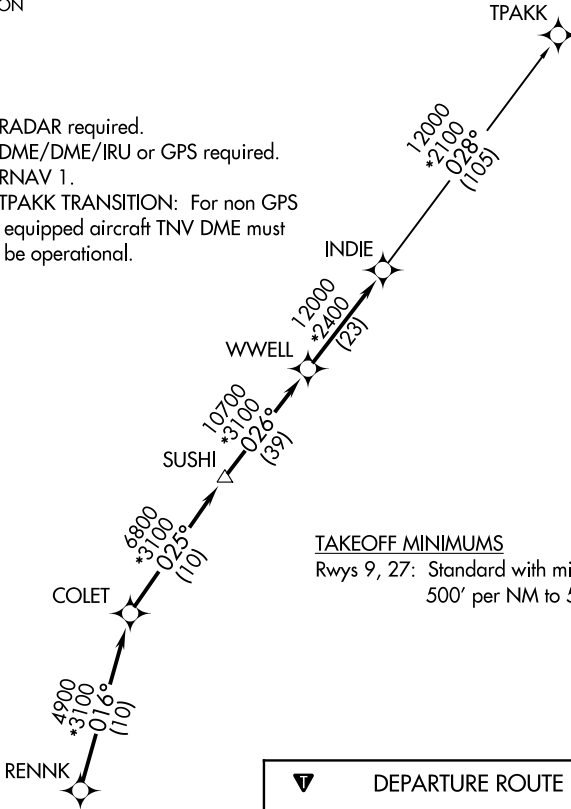 ON
TPAKK
RADAR required.
DME/DME/IRU or GPS required.
RNAV 1.
TPAKK TRANSITION: For non GPS
equipped aircraft TNV DME must
be operational.
12000
*2100
028°
(105)
INDIE
12000
*2400
(23)
WWELL
10700
*3100
026°
(39)
SUSHI
6800
*3100
025°
(10)
TAKEOFF MINIMUMS
Rwys 9, 27: Standard with mi
500' per NM to 5
COLET
4900
*3100
016°
(10)
RENNK
T DEPARTURE ROUTE